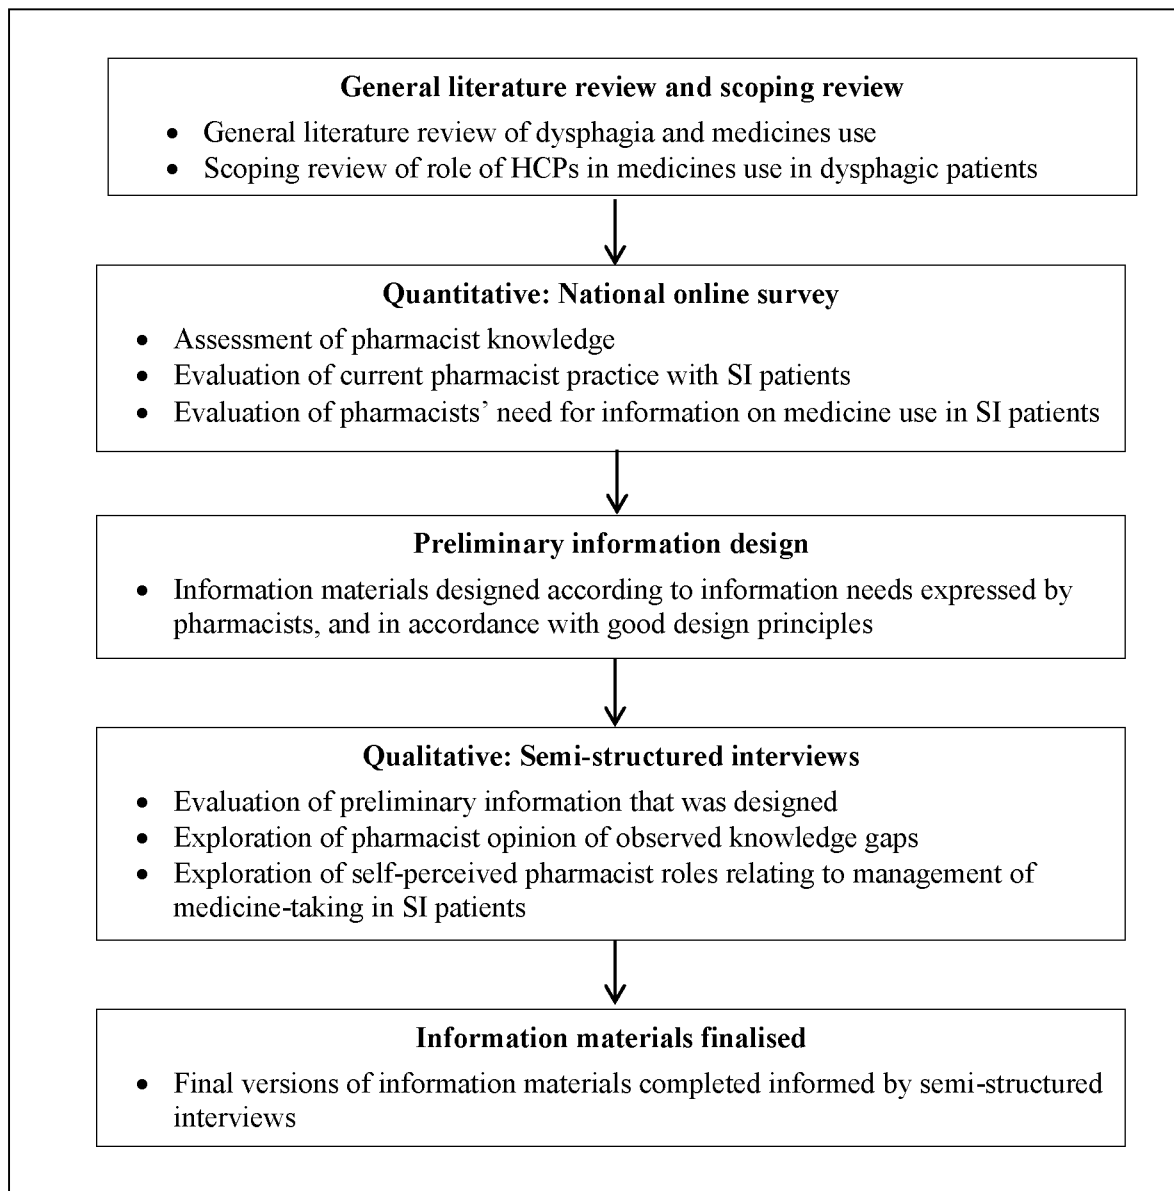 General literature review and scoping review
• General literature review of dysphagia and medicines use
• Scoping review of role of HCPs in medicines use in dysphagic patients
Quantitative: National online survey
• Assessment of pharmacist knowledge
• Evaluation of current pharmacist practice with SI patients
• Evaluation of pharmacists’ need for information on medicine use in SI patients
Preliminary information design
• Information materials designed according to information needs expressed by
pharmacists, and in accordance with good design principles
Qualitative: Semi-structured interviews
• Evaluation of preliminary information that was designed
• Exploration of pharmacist opinion of observed knowledge gaps
• Exploration of self-perceived pharmacist roles relating to management of
medicine-taking in SI patients
Information materials finalised
• Final versions of information materials completed informed by semi-structured
interviews